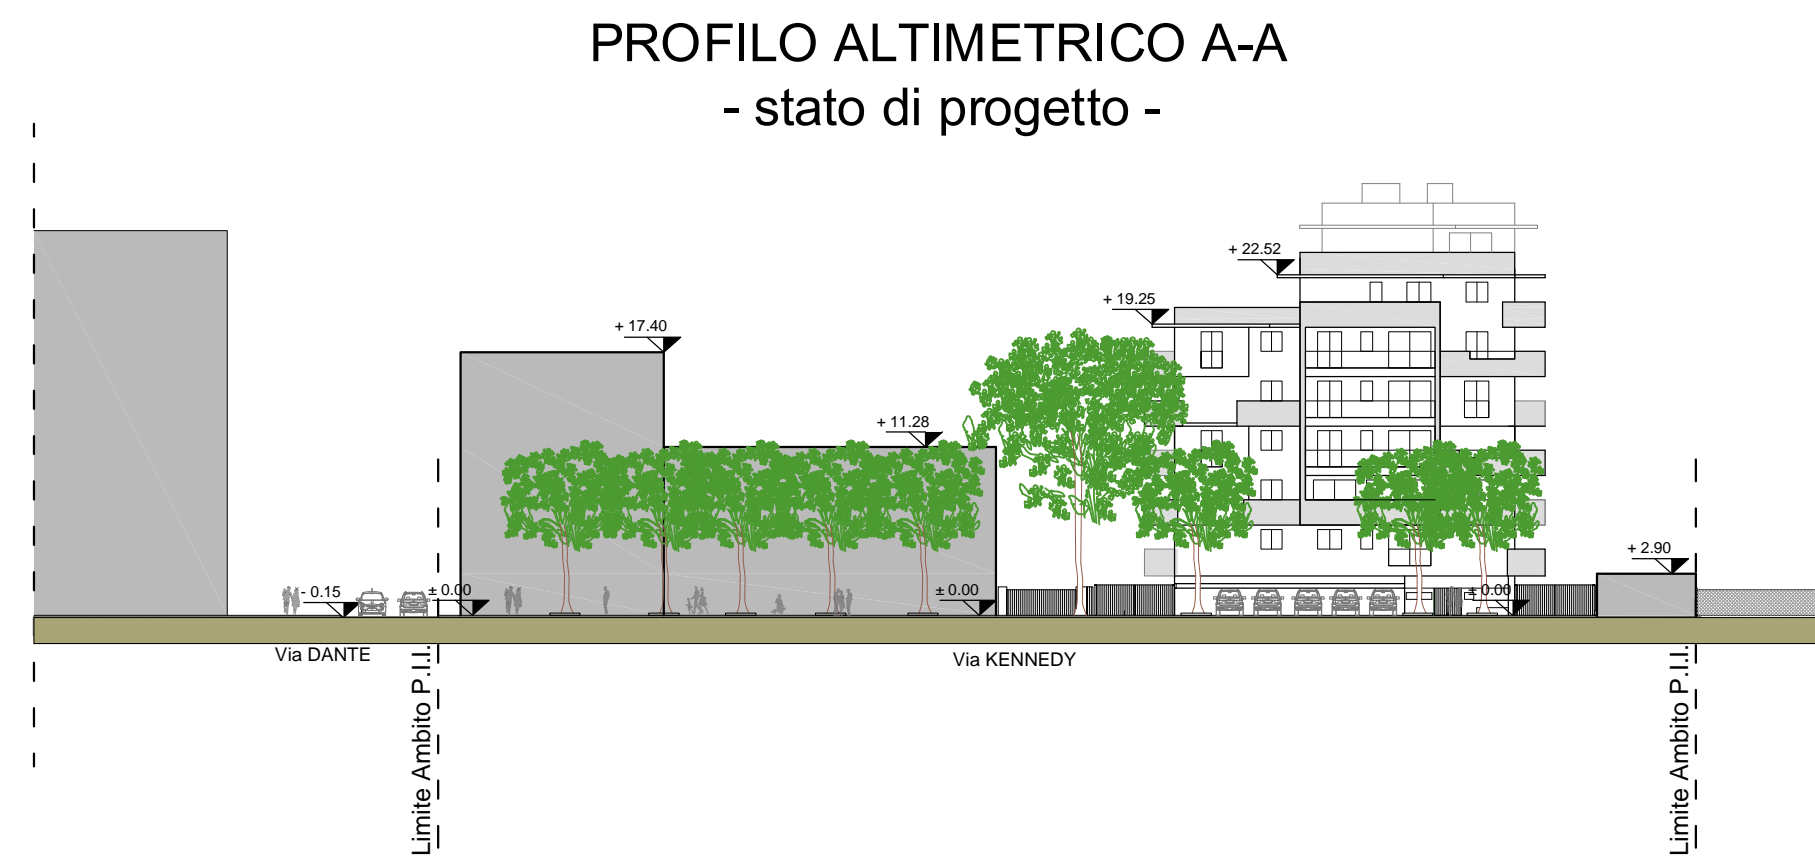 PROFILO ALTIMETRICO A-A
- stato di progetto -
+ 22.52
+ 19.25
+ 17.40
+ 11.28
+ 2.90
- 0.15
± 0.00
± 0.00
± 0.00
Via DANTE
Via KENNEDY
Limite Ambito P.I.I.
Limite Ambito P.I.I.